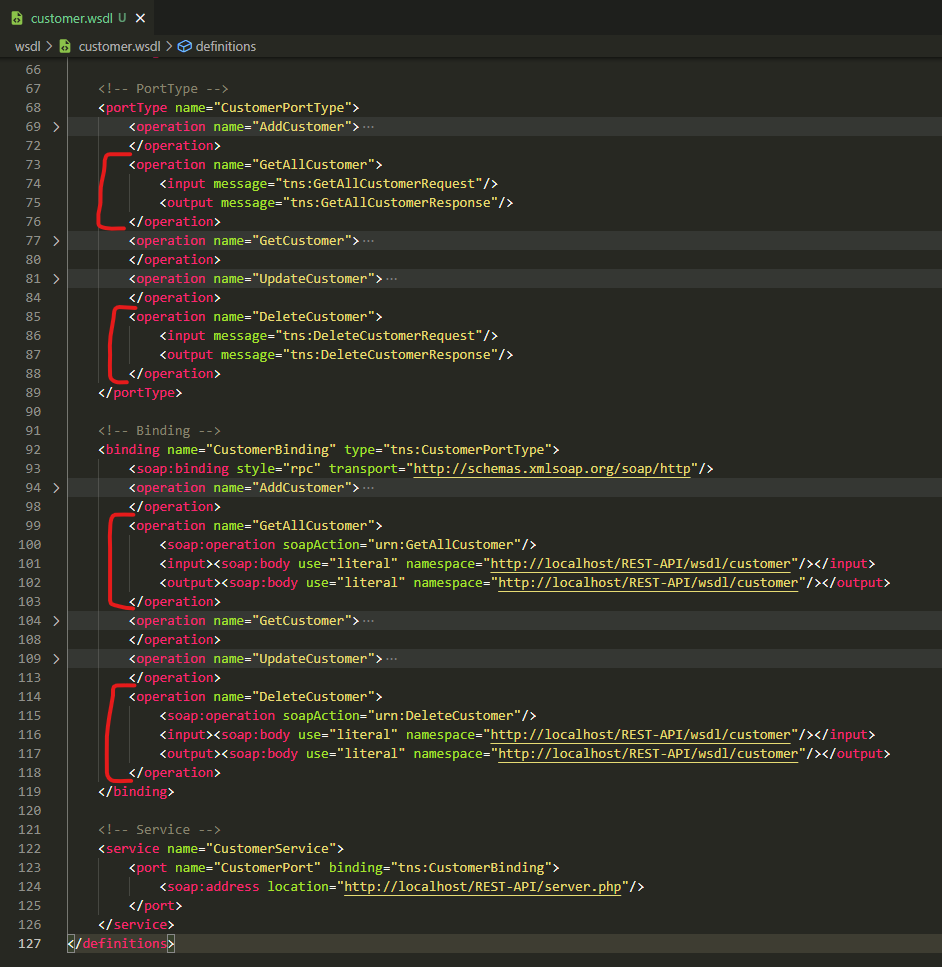 customer.wsdl U ×
wsdl > customer.wsdl > definitions
66
67 <!-- PortType -->
68 <portType name="CustomerPortType">
69 > <operation name="AddCustomer"> ···
72 </operation>
73 <operation name="GetAllCustomer">
74 <input message="tns:GetAllCustomerRequest"/>
75 <output message="tns:GetAllCustomerResponse"/>
76 </operation>
77 > <operation name="GetCustomer"> ···
80 </operation>
81 > <operation name="UpdateCustomer"> ···
84 </operation>
85 <operation name="DeleteCustomer">
86 <input message="tns:DeleteCustomerRequest"/>
87 <output message="tns:DeleteCustomerResponse"/>
88 </operation>
89 </portType>
90
91 <!-- Binding -->
92 <binding name="CustomerBinding" type="tns:CustomerPortType">
93 <soap:binding style="rpc" transport="http://schemas.xmlsoap.org/soap/http"/>
94 > <operation name="AddCustomer"> ···
98 </operation>
99 <operation name="GetAllCustomer">
100 <soap:operation soapAction="urn:GetAllCustomer"/>
101 <input><soap:body use="literal" namespace="http://localhost/REST-API/wsdl/customer"/></input>
102 <output><soap:body use="literal" namespace="http://localhost/REST-API/wsdl/customer"/></output>
103 </operation>
104 > <operation name="GetCustomer"> ···
108 </operation>
109 > <operation name="UpdateCustomer"> ···
113 </operation>
114 <operation name="DeleteCustomer">
115 <soap:operation soapAction="urn:DeleteCustomer"/>
116 <input><soap:body use="literal" namespace="http://localhost/REST-API/wsdl/customer"/></input>
117 <output><soap:body use="literal" namespace="http://localhost/REST-API/wsdl/customer"/></output>
118 </operation>
119 </binding>
120
121 <!-- Service -->
122 <service name="CustomerService">
123 <port name="CustomerPort" binding="tns:CustomerBinding">
124 <soap:address location="http://localhost/REST-API/server.php"/>
125 </port>
126 </service>
127 </definitions>